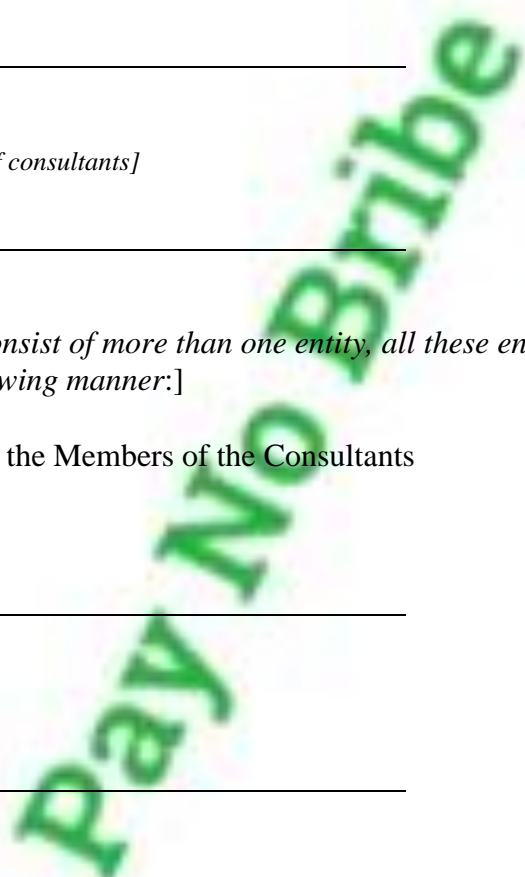 f consultants]
nsist of more than one entity, all these en
wing manner:]
the Members of the Consultants
Pay No Bribe